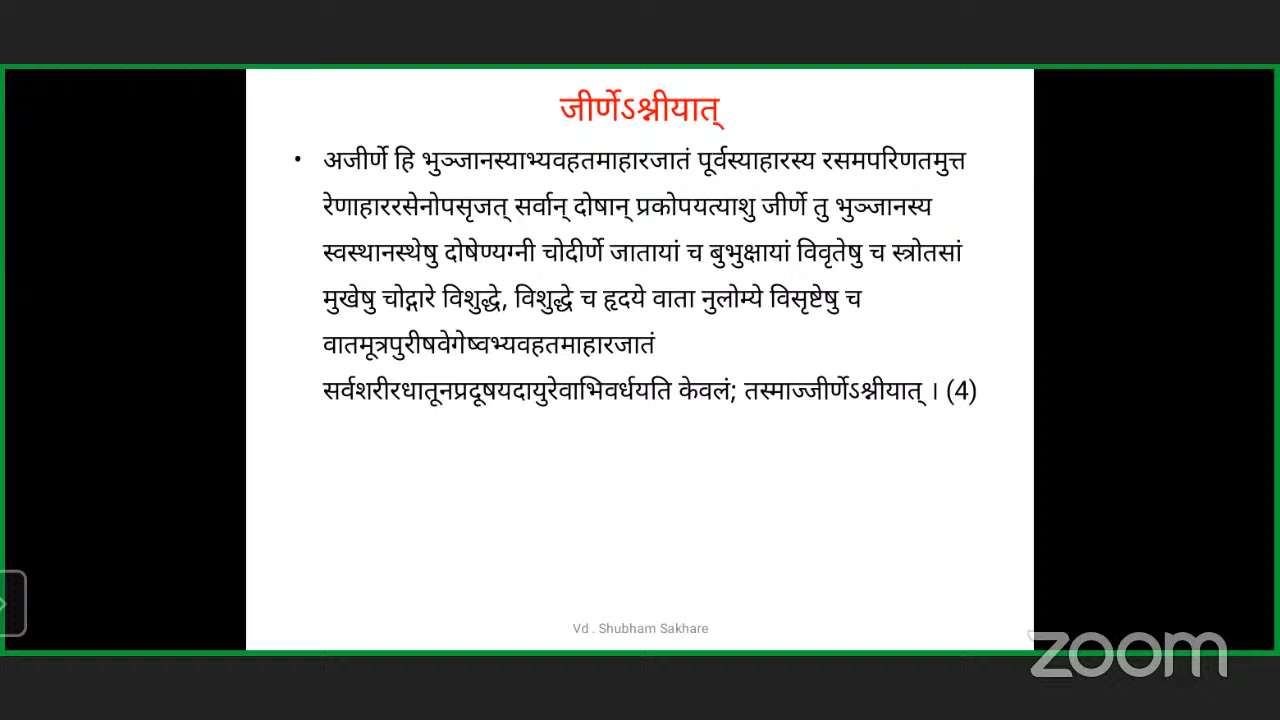 जीर्णेऽश्नीयात्
• अजीर्णे हि भुञ्जानस्याभ्यवहतमाहारजातं पूर्वस्याहारस्य रसमपरिणतमुत्त
रेणाहाररसेनोपसृजत् सर्वान् दोषान् प्रकोपयत्याशु जीर्णे तु भुञ्जानस्य
स्वस्थानस्थेषु दोषेण्यग्नी चोदीर्णे जातायां च बुभुक्षायां विवृतेषु च स्त्रोतसां
मुखेषु चोद्गारे विशुद्धे, विशुद्धे च हृदये वाता नुलोम्ये विसृष्टेषु च
वातमूत्रपुरीषवेगेष्वभ्यवहतमाहारजातं
सर्वशरीरधातूनप्रदूषयदायुरेवाभिवर्धयति केवलं; तस्माज्जीर्णेऽश्नीयात् । (4)
Vd . Shubham Sakhare
zoom